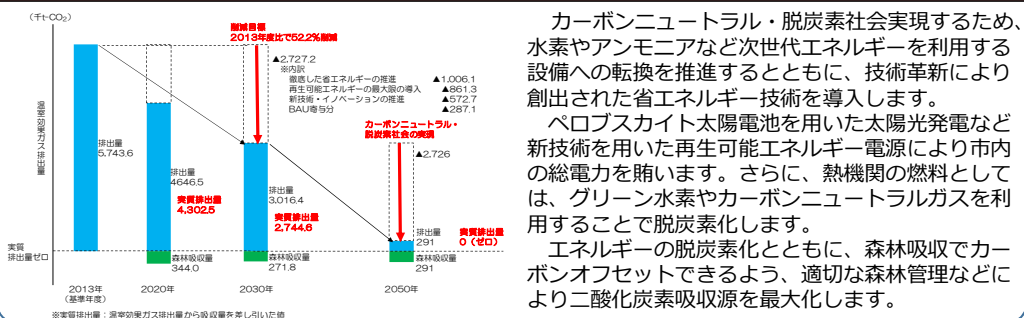 (千t-CO₂)
削減目標
2013年度比で52.2%削減
▲2.727.2
※内訳
徹底した省エネルギーの推進 ▲1,006.1
再生可能エネルギーの最大眼の導入 ▲861.3
新技術・イノベーションの推進 ▲572.7
BAU寄与分 ▲287.1
カーボンニュートラル・
脱炭素社会の実現
▲2.726
温室効果ガス排出量
排出量
5,743.6
排出量
4646.5
実質排出量
4,302.5
排出量
3,016.4
実質排出量
2,744.6
排出量
291
実質排出量
0(ゼロ)
実質
排出量ゼロ
森林吸収量
344.0
森林吸収量
271.8
森林吸収量
291
2013年
(基準年度)
2020年
2030年
2050年
※実質排出量:温室効果ガス排出量から吸収量を差し引いた値
カーボンニュートラル・脱炭素社会実現するため、
水素やアンモニアなど次世代エネルギーを利用する
設備への転換を推進するとともに、技術革新により
創出された省エネルギー技術を導入します。
ペロブスカイト太陽電池を用いた太陽光発電など
新技術を用いた再生可能エネルギー電源により市内
の総電力を賄います。さらに、熱機関の燃料として
は、グリーン水素やカーボンニュートラルガスを利
用することで脱炭素化します。
エネルギーの脱炭素化とともに、森林吸収でカー
ボンオフセットできるよう、適切な森林管理などに
より二酸化炭素吸収源を最大化します。